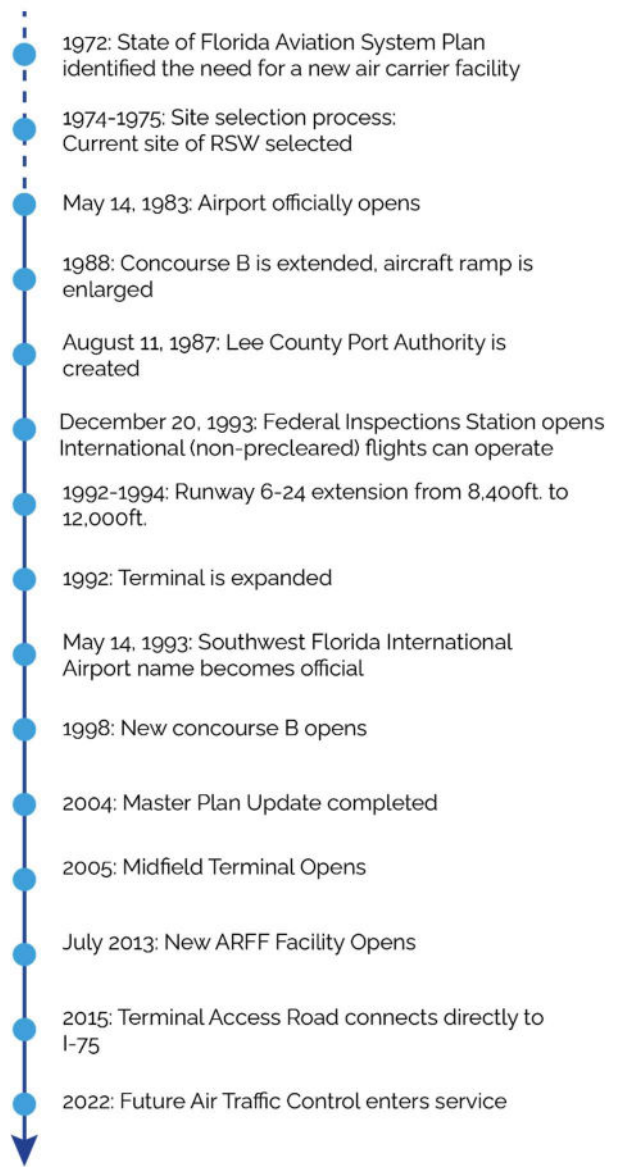 1972: State of Florida Aviation System Plan
identified the need for a new air carrier facility
1974-1975: Site selection process:
Current site of RSW selected
May 14, 1983: Airport officially opens
1988: Concourse B is extended, aircraft ramp is
enlarged
August 11, 1987: Lee County Port Authority is
created
December 20, 1993: Federal Inspections Station opens
International (non-precleared) flights can operate
1992-1994: Runway 6-24 extension from 8,400ft. to
12,000ft.
1992: Terminal is expanded
May 14, 1993: Southwest Florida International
Airport name becomes official
1998: New concourse B opens
2004: Master Plan Update completed
2005: Midfield Terminal Opens
July 2013: New ARFF Facility Opens
2015: Terminal Access Road connects directly to
I-75
2022: Future Air Traffic Control enters service